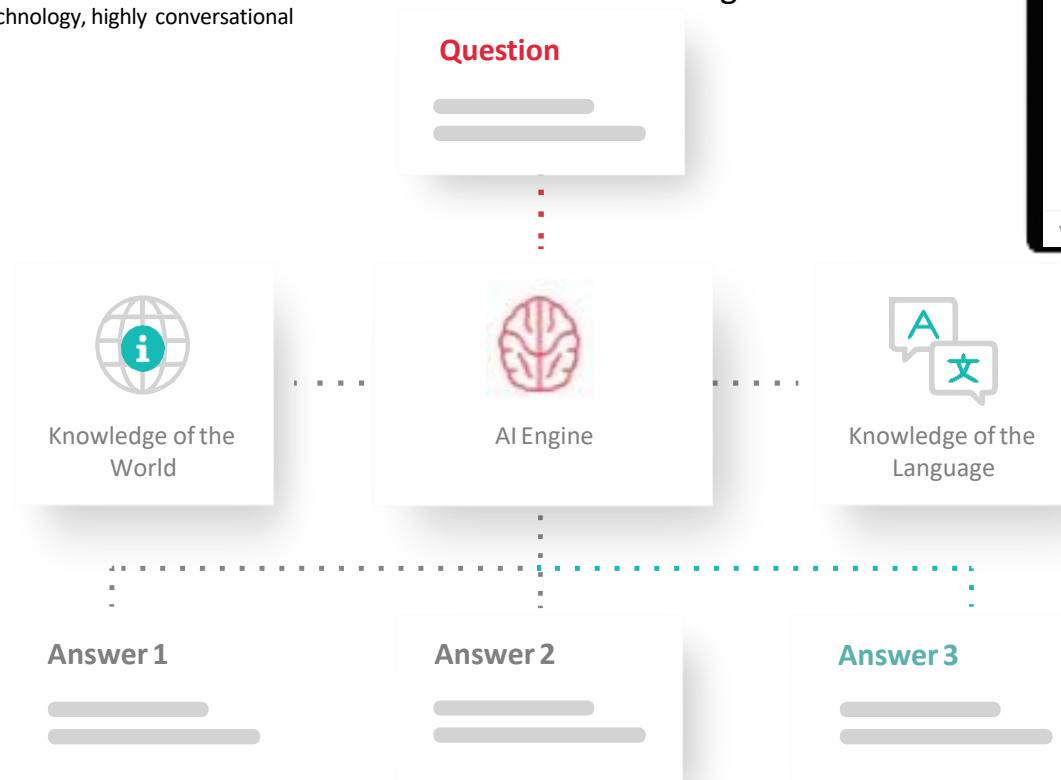 technology, highly conversational
Question
Knowledge of the
World
AI Engine
Knowledge of the
Language
Answer 1
Answer 2
Answer 3